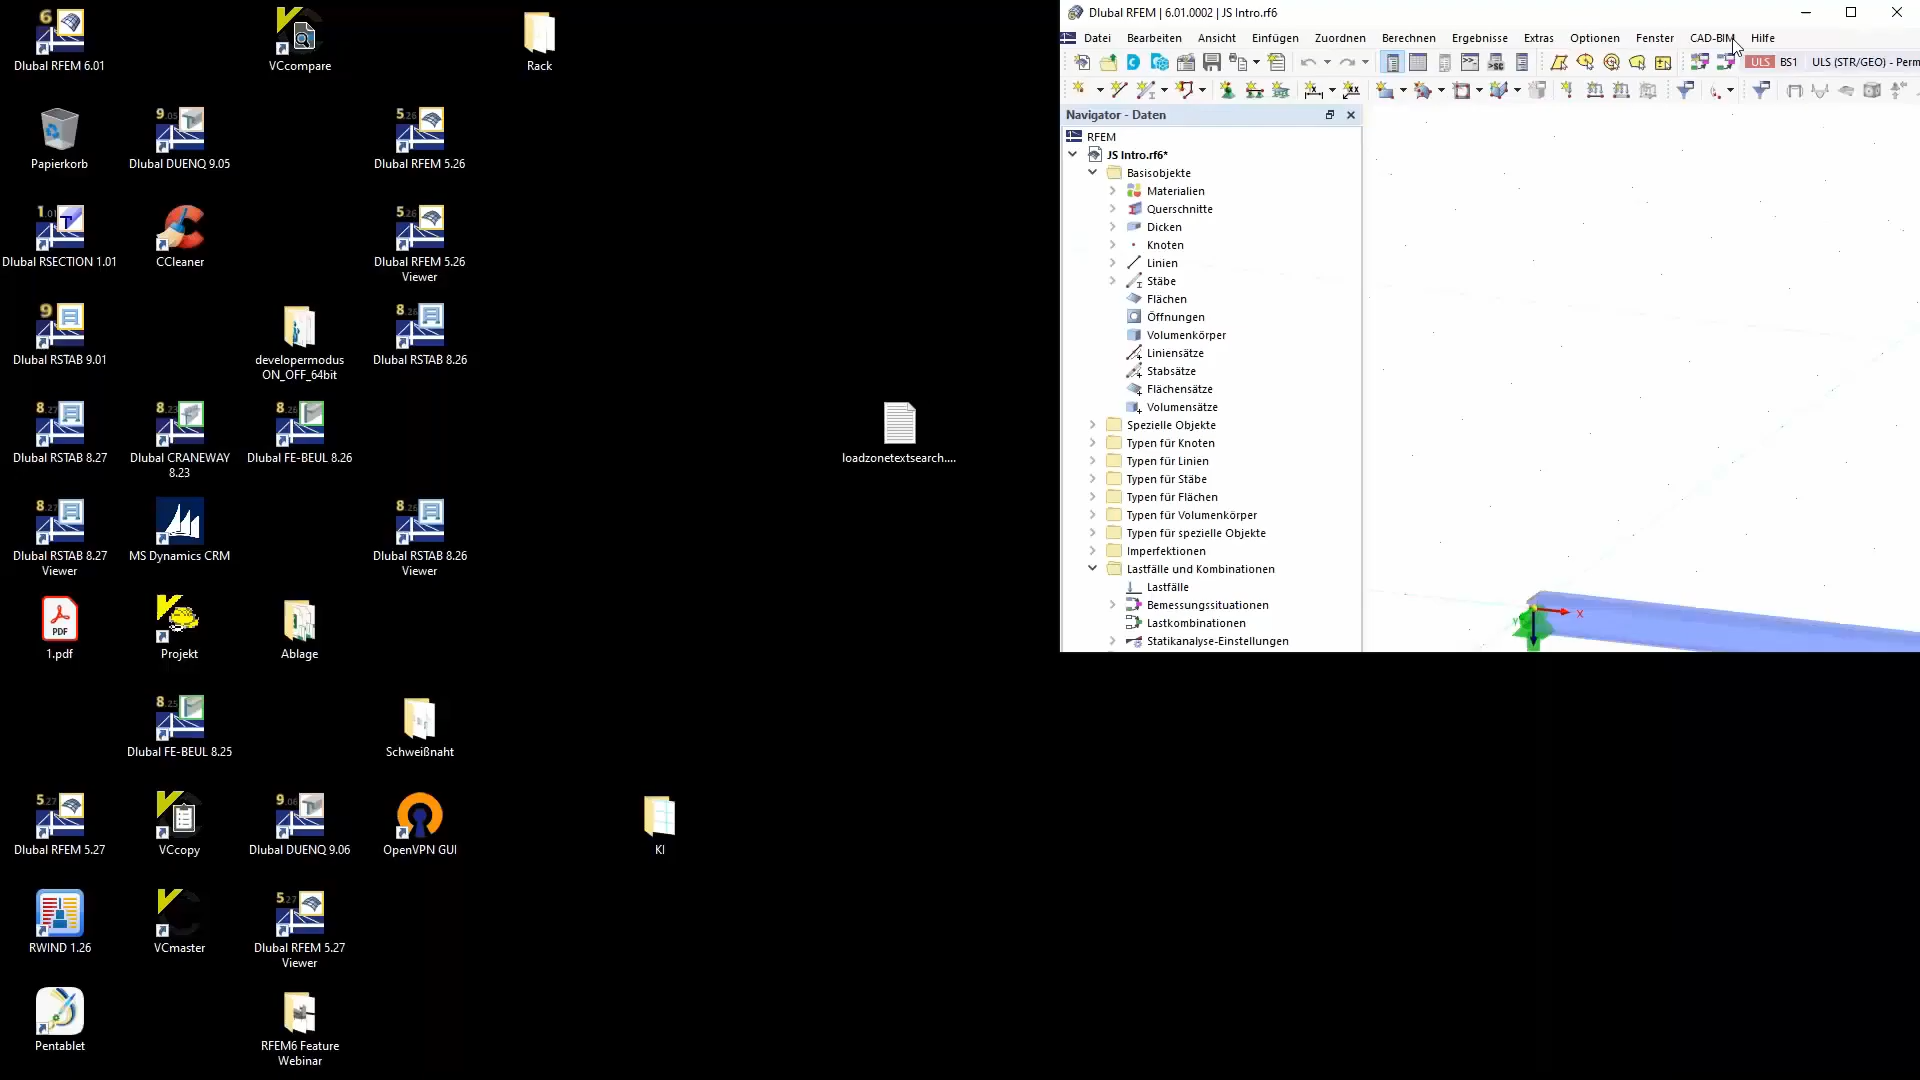 Dlubal RFEM 6.01
VCcompare
Rack
Papierkorb
Dlubal DUENQ 9.05
Dlubal RFEM 5.26
Dlubal RSECTION 1.01
CCleaner
Dlubal RFEM 5.26
Viewer
Dlubal RSTAB 9.01
developermodus
ON_OFF_64bit
Dlubal RSTAB 8.26
Dlubal RSTAB 8.27
Dlubal CRANEWAY
8.23
Dlubal FE-BEUL 8.26
loadzonetextsearch....
Dlubal RSTAB 8.27
Viewer
MS Dynamics CRM
Dlubal RSTAB 8.26
Viewer
PDF
1.pdf
Projekt
Ablage
Dlubal FE-BEUL 8.25
Schweißnaht
Dlubal RFEM 5.27
VCcopy
Dlubal DUENQ 9.06
OpenVPN GUI
KI
RWIND 1.26
VCmaster
Dlubal RFEM 5.27
Viewer
Pentablet
RFEM6 Feature
Webinar
Dlubal RFEM | 6.01.0002 | JS Intro.rf6
Datei Bearbeiten Ansicht Einfügen Zuordnen Berechnen Ergebnisse Extras Optionen Fenster CAD-BIM Hilfe
ULS BS1 ULS (STR/GEO) - Perm
Navigator - Daten
RFEM
JS Intro.rf6*
Basisobjekte
Materialien
Querschnitte
Dicken
Knoten
Linien
Stäbe
Flächen
Öffnungen
Volumenkörper
Liniensätze
Stabsätze
Flächensätze
Volumensätze
Spezielle Objekte
Typen für Knoten
Typen für Linien
Typen für Stäbe
Typen für Flächen
Typen für Volumenkörper
Typen für spezielle Objekte
Imperfektionen
Lastfälle und Kombinationen
Lastfälle
Bemessungssituationen
Lastkombinationen
Statikanalyse-Einstellungen
X
Y